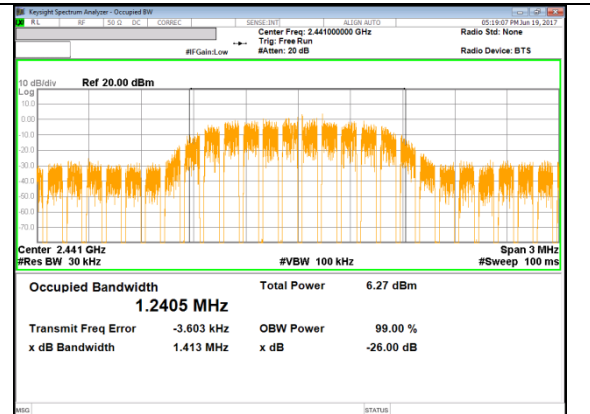 Keysight Spectrum Analyzer - Occupied BW
RL RF 50 Ω DC CORREC SENSE:INT ALIGN AUTO 05:19:07 PM Jun 19, 2017
Center Freq: 2.441000000 GHz Radio Std: None
Trig: Free Run
#IFGain:Low #Atten: 20 dB Radio Device: BTS
10 dB/div Ref 20.00 dBm
Log
10.0
0.00
-10.0
-20.0
-30.0
-40.0
-50.0
-60.0
-70.0
Center 2.441 GHz Span 3 MHz
#Res BW 30 kHz #VBW 100 kHz #Sweep 100 ms
Occupied Bandwidth Total Power 6.27 dBm
1.2405 MHz
Transmit Freq Error -3.603 kHz OBW Power 99.00 %
x dB Bandwidth 1.413 MHz x dB -26.00 dB
MSG STATUS